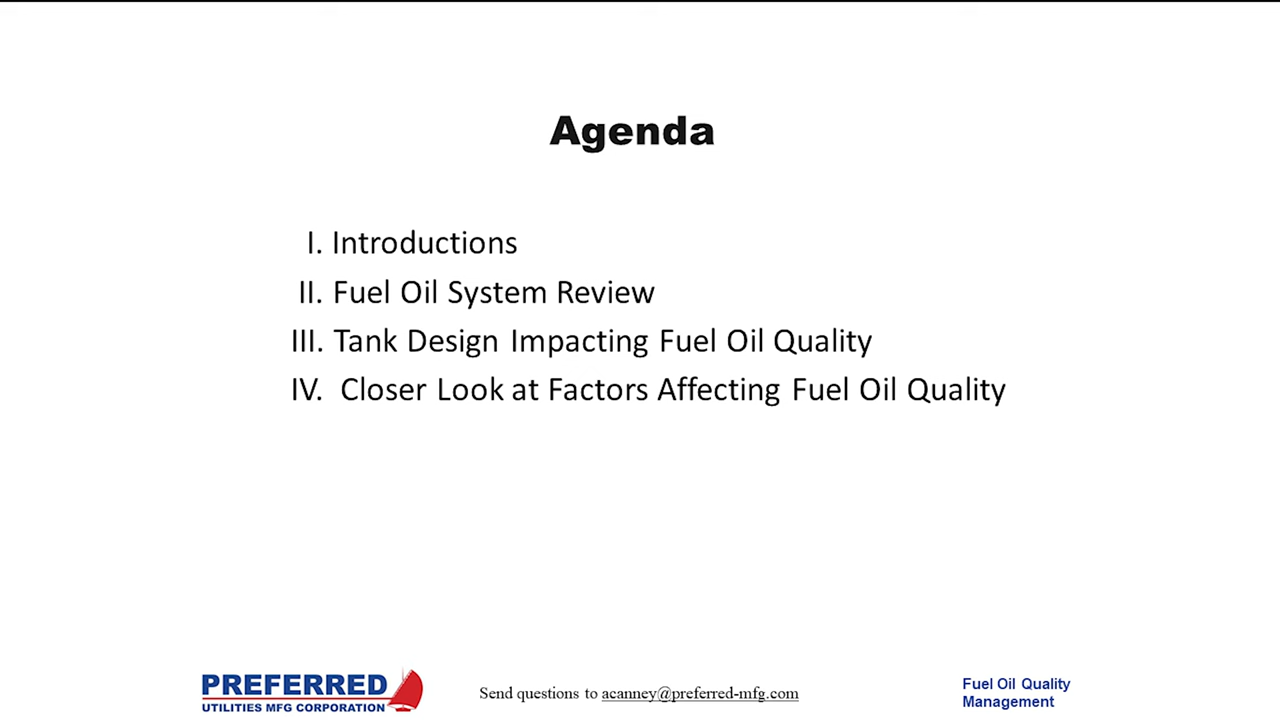 Agenda
I. Introductions
II. Fuel Oil System Review
III. Tank Design Impacting Fuel Oil Quality
IV. Closer Look at Factors Affecting Fuel Oil Quality
PREFERRED
UTILITIES MFG CORPORATION
Send questions to acanney@preferred-mfg.com
Fuel Oil Quality
Management